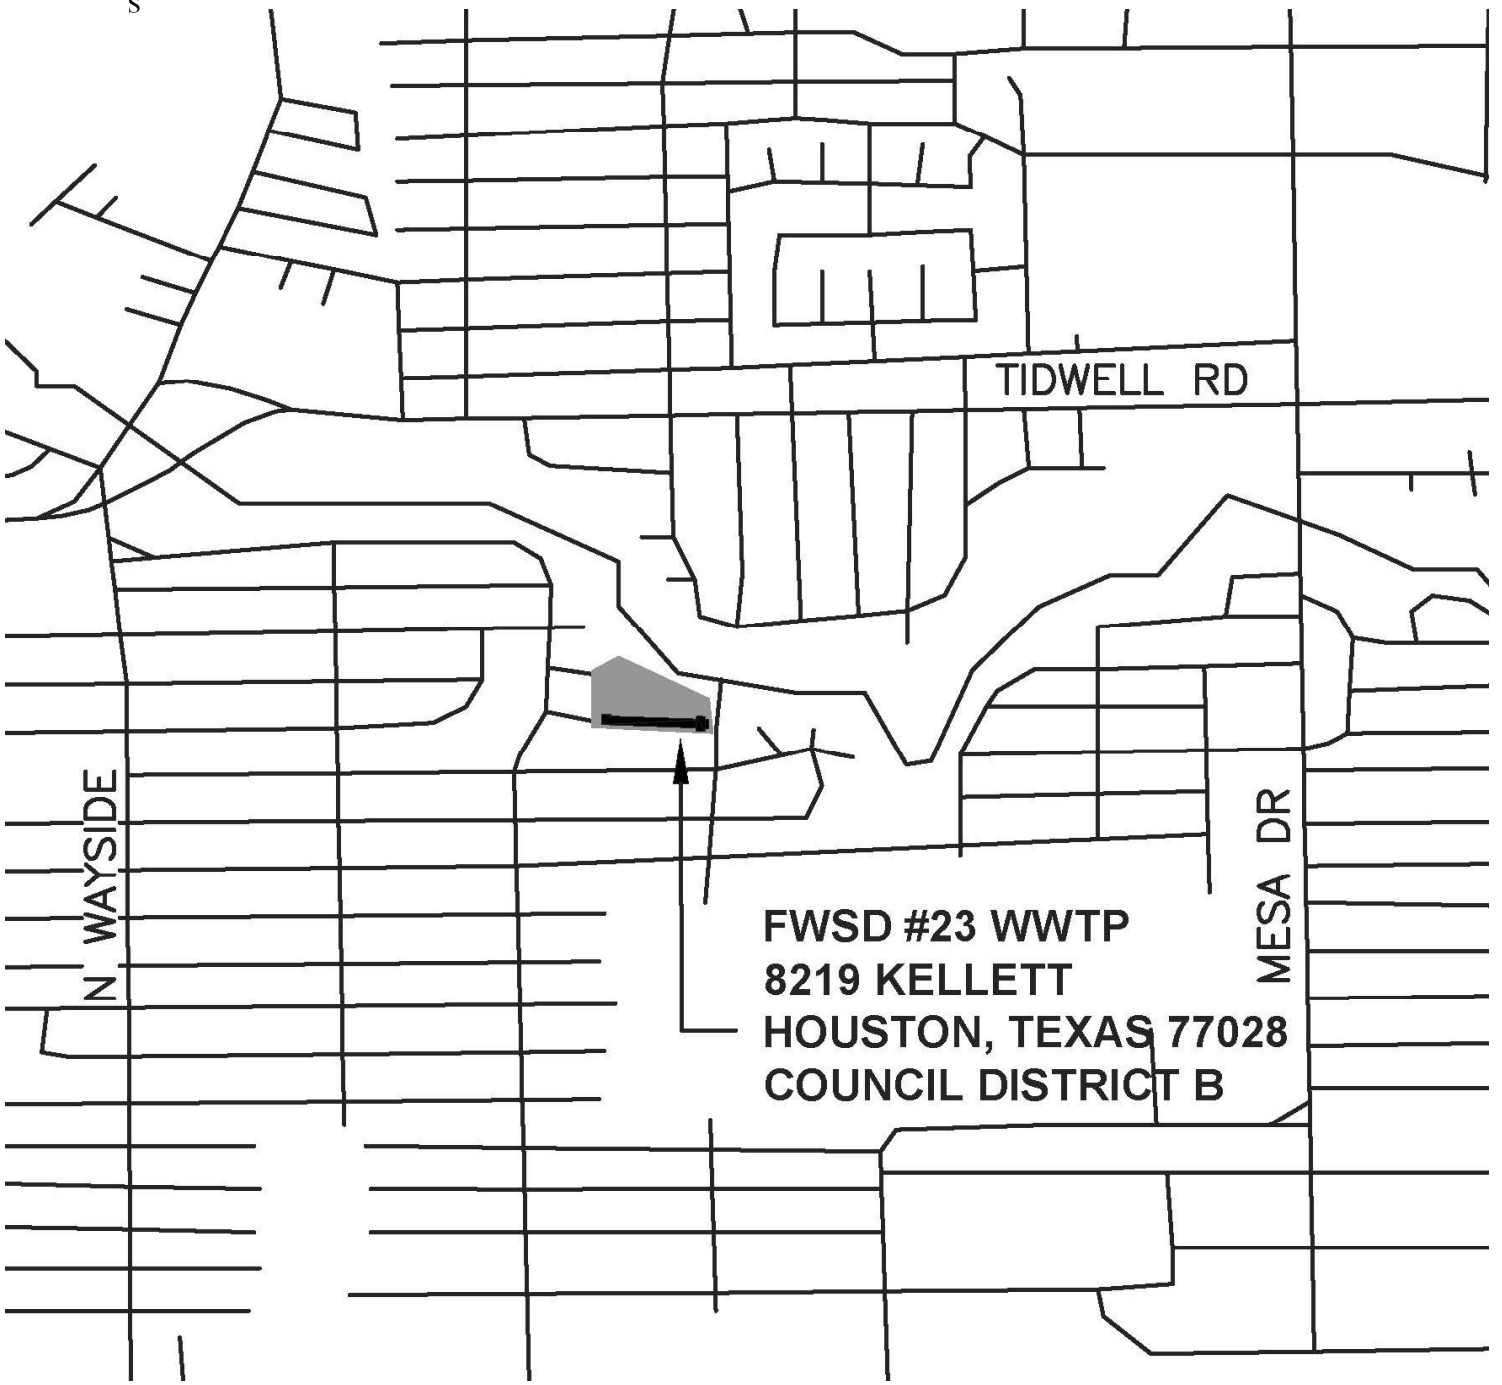 s
TIDWELL RD
N WAYSIDE
MESA DR
FWSD #23 WWTP
8219 KELLETT
HOUSTON, TEXAS 77028
COUNCIL DISTRICT B